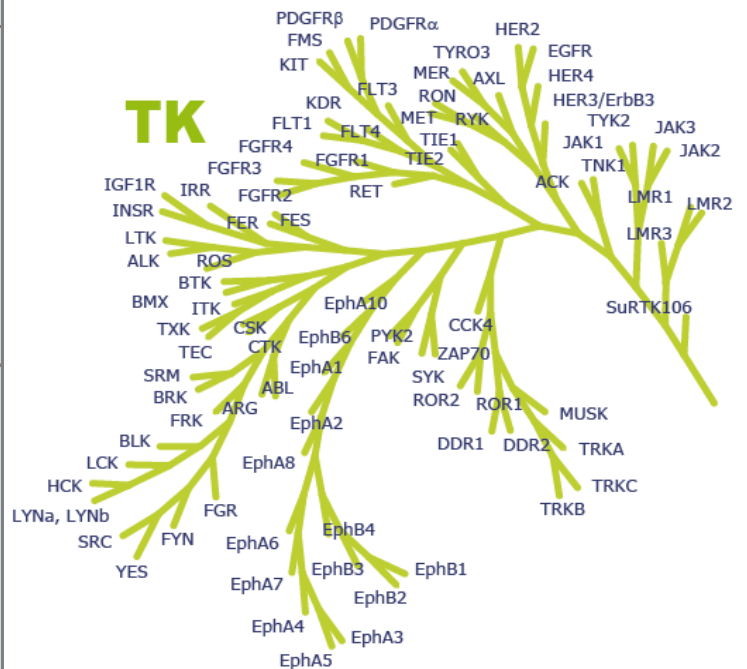 PDGFRβ
PDGFRα
FMS
KIT
HER2
EGFR
TYRO3
MER
AXL
HER4
FLT3
RON
HER3/ErbB3
KDR
MET
RYK
TYK2
FLT1
FLT4
TIE1
JAK1
JAK3
FGFR4
FGFR1
TIE2
TNK1
JAK2
TK
FGFR3
FGFR2
RET
ACK
IGF1R
IRR
LMR1
LMR2
INSR
FER
FES
LMR3
LTK
ALK
ROS
BTK
BMX
ITK
EphA10
SuRTK106
TXK
CSK
EphB6
PYK2
CCK4
TEC
CTK
FAK
ZAP70
EphA1
SRM
ABL
SYK
BRK
ROR2
ROR1
FRK
ARG
EphA2
MUSK
BLK
DDR1
DDR2
TRKA
LCK
EphA8
HCK
TRKC
LYNa, LYNb
FGR
TRKB
SRC
FYN
EphA6
EphB4
YES
EphA7
EphB3
EphB1
EphB2
EphA4
EphA3
EphA5